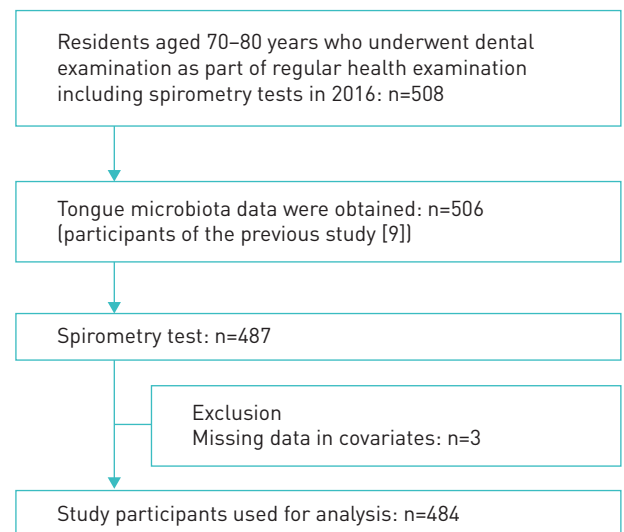 Residents aged 70–80 years who underwent dental
examination as part of regular health examination
including spirometry tests in 2016: n=508
Tongue microbiota data were obtained: n=506
(participants of the previous study [9])
Spirometry test: n=487
Exclusion
Missing data in covariates: n=3
Study participants used for analysis: n=484